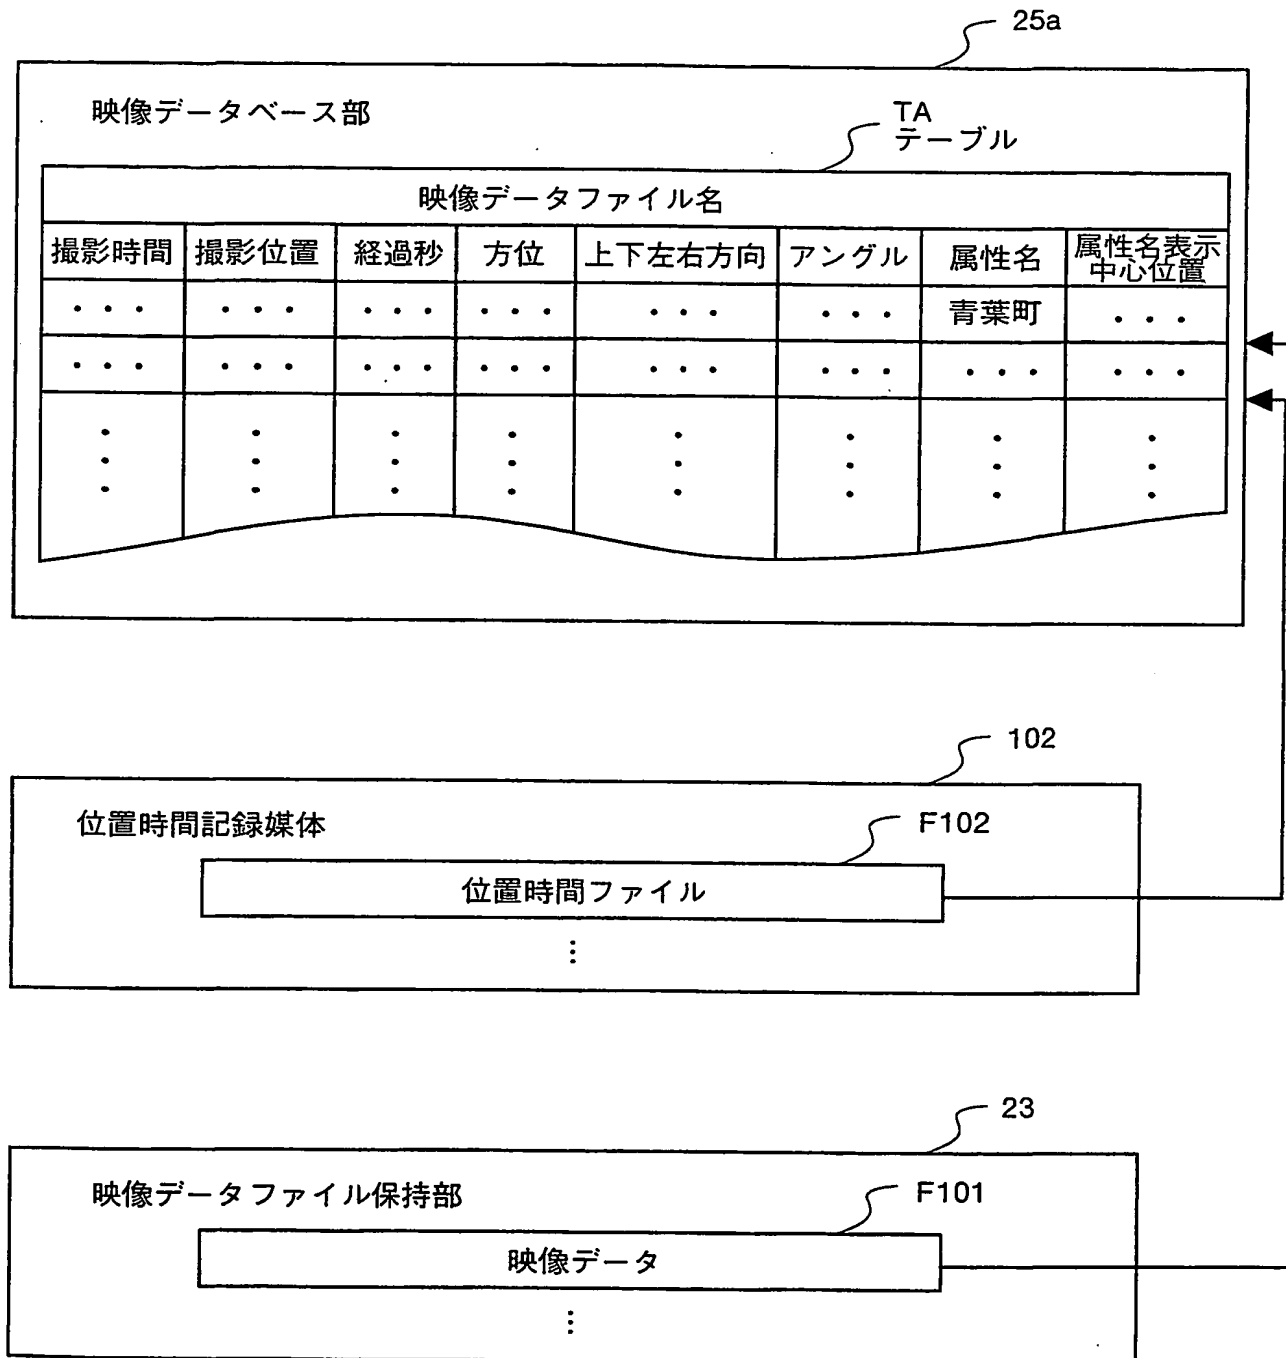 25a
映像データベース部
TA
テーブル
映像データファイル名
撮影時間 撮影位置 経過秒 方位 上下左右方向 アングル 属性名 属性名表示
中心位置
・・・ ・・・ ・・・ ・・・ ・・・ ・・・ 青葉町 ・・・
・・・ ・・・ ・・・ ・・・ ・・・ ・・・ ・・・ ・・・
102
位置時間記録媒体
F102
位置時間ファイル
23
映像データファイル保持部
F101
映像データ